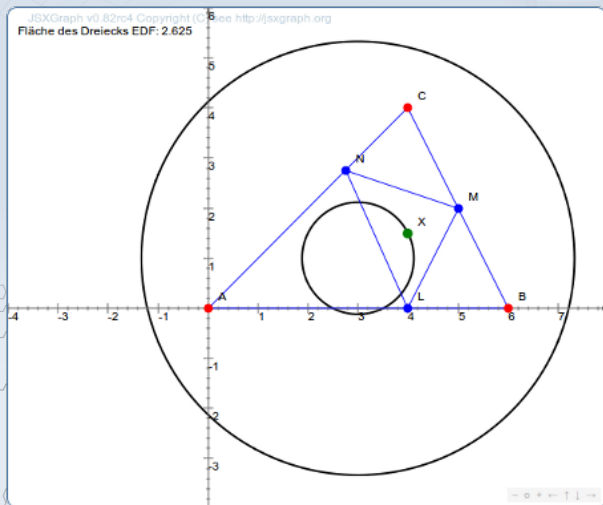 JSXGraph v0.82rc4 Copyright (C) see http://jsxgraph.org
Fläche des Dreiecks EDF: 2.625
6
5
C
4
N
3
M
2
X
1
A
L
B
-4
-3
-2
-1
1
2
3
4
5
6
7
-1
-2
-3
− o + ← ↑ ↓ →